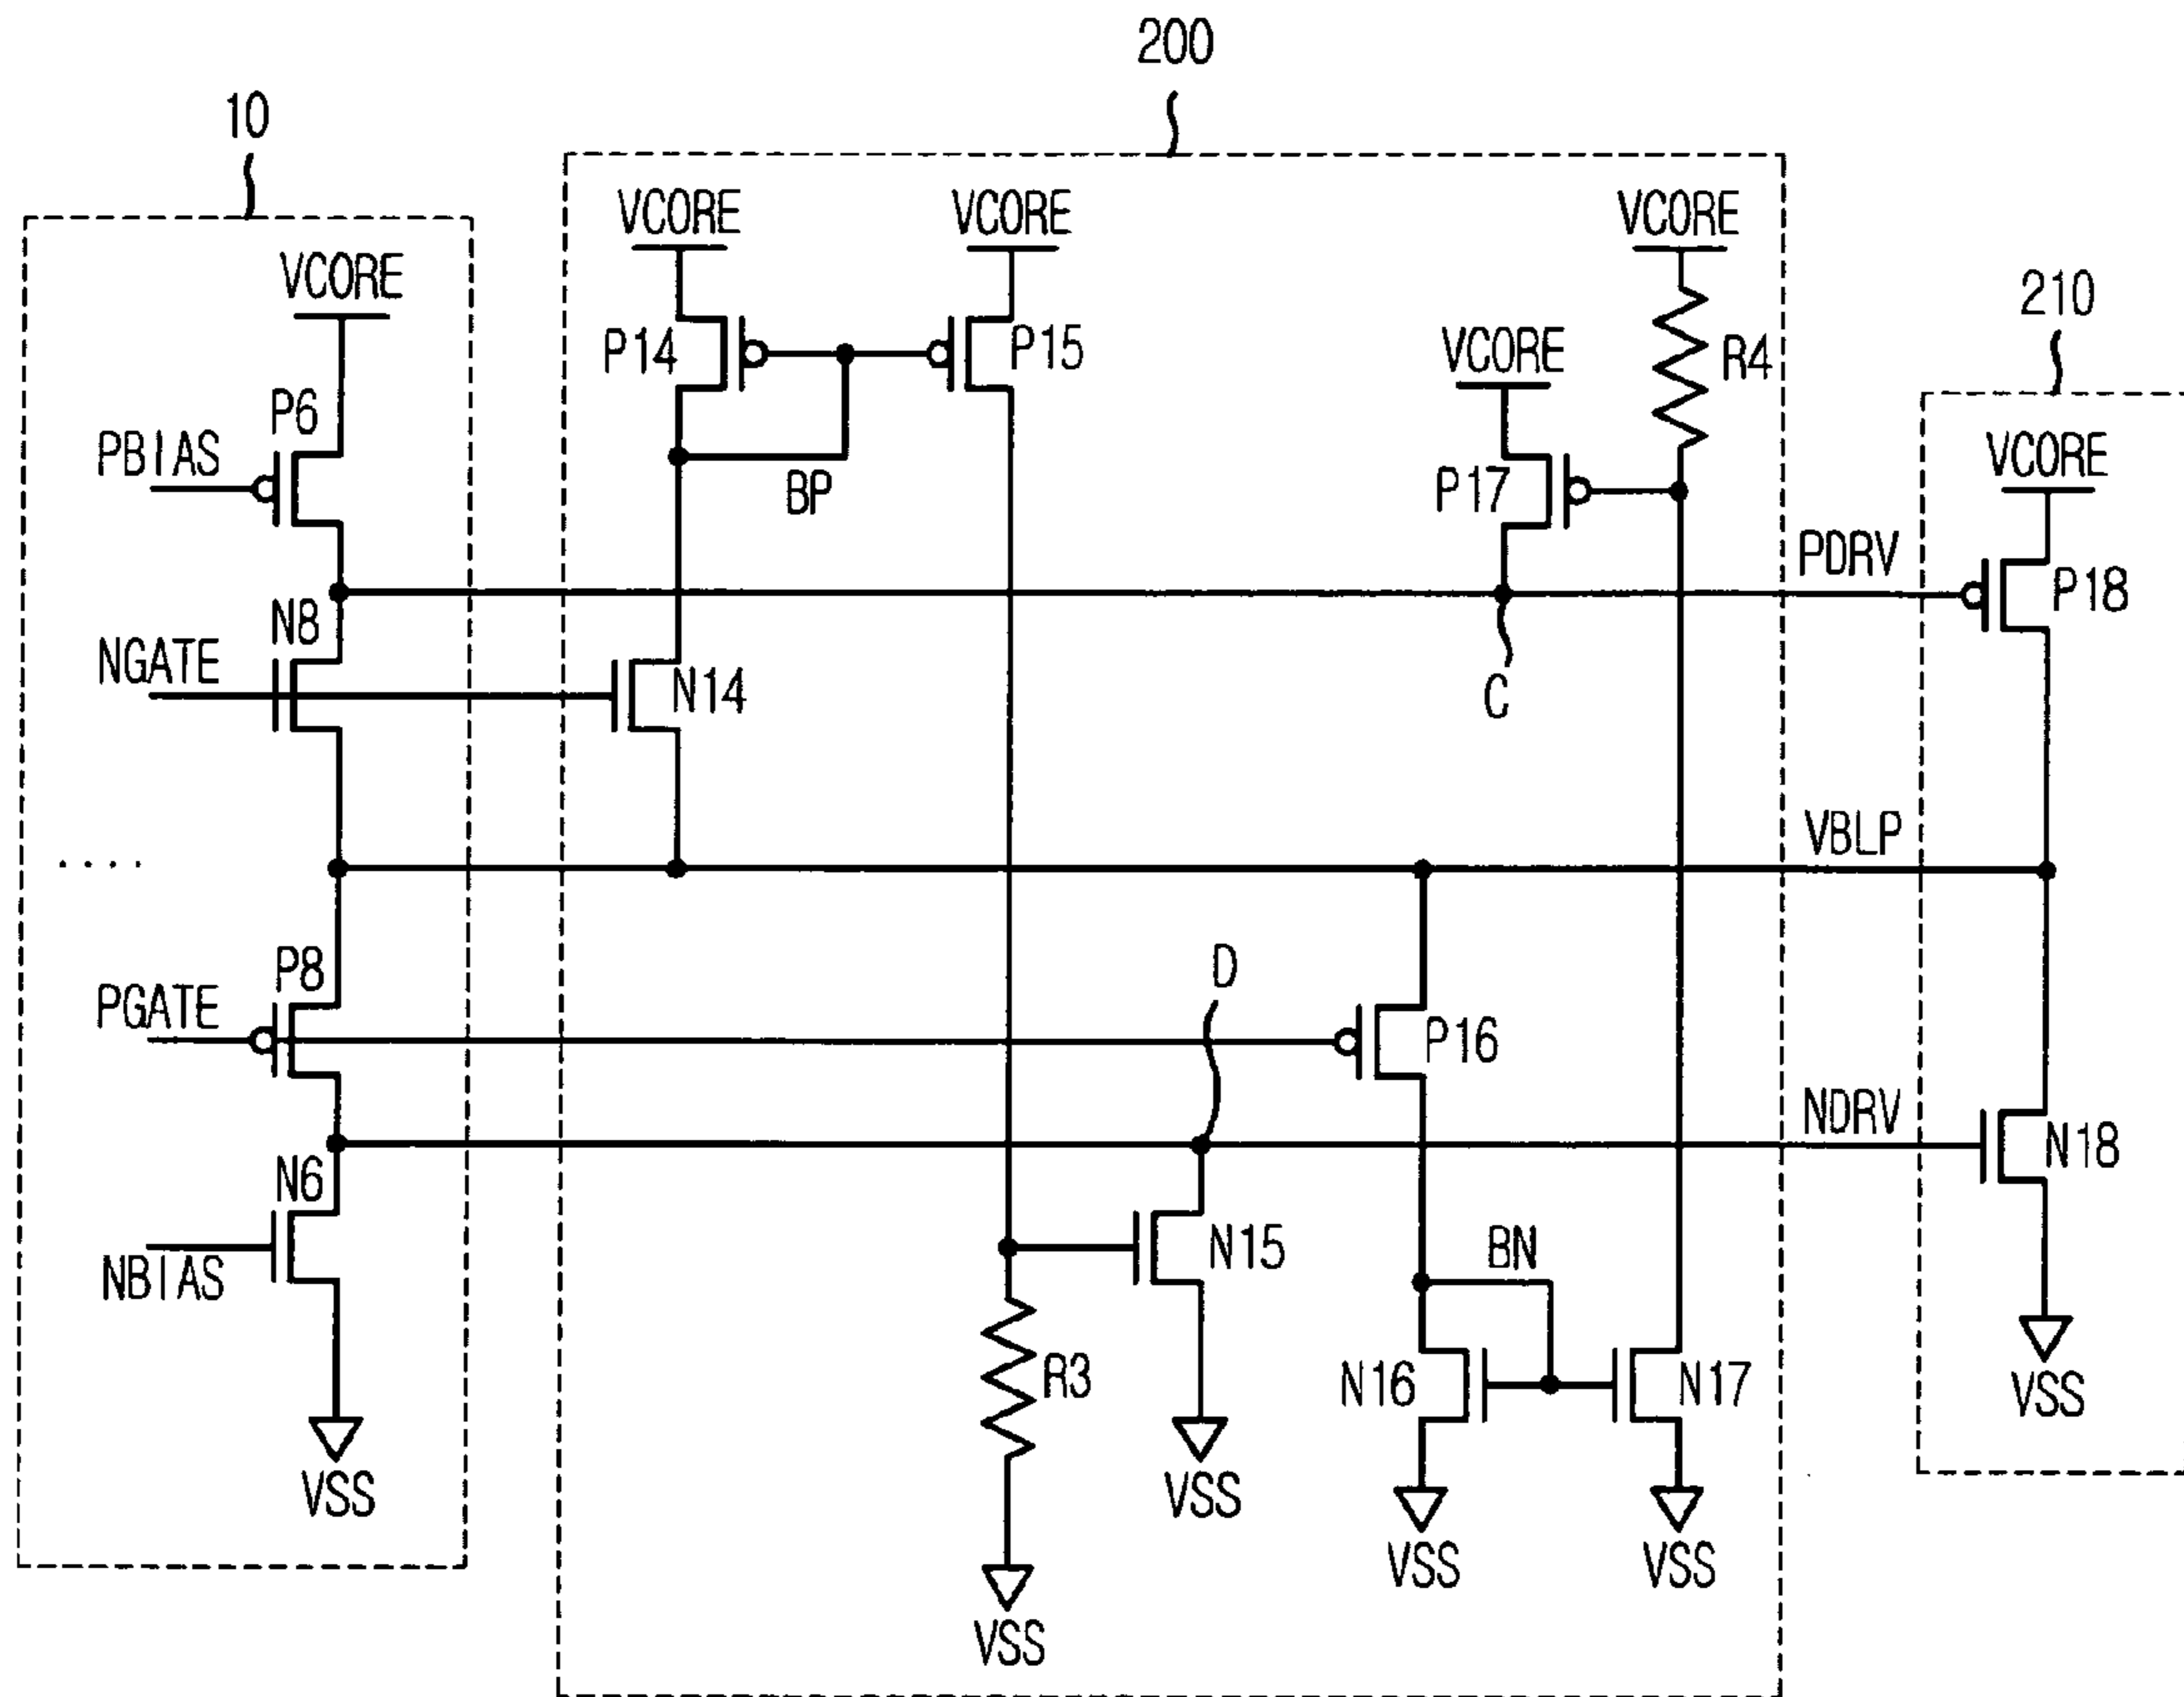 200
10
VCORE
VCORE
VCORE
VCORE
210
P14
P15
VCORE
R4
P6
VCORE
PBIAS
BP
P17
PDRV
P18
N8
NGATE
N14
C
....
VBLP
P8
D
PGATE
P16
NDRV
N6
N18
NBIAS
N15
BN
R3
N16
N17
VSS
VSS
VSS
VSS
VSS
VSS